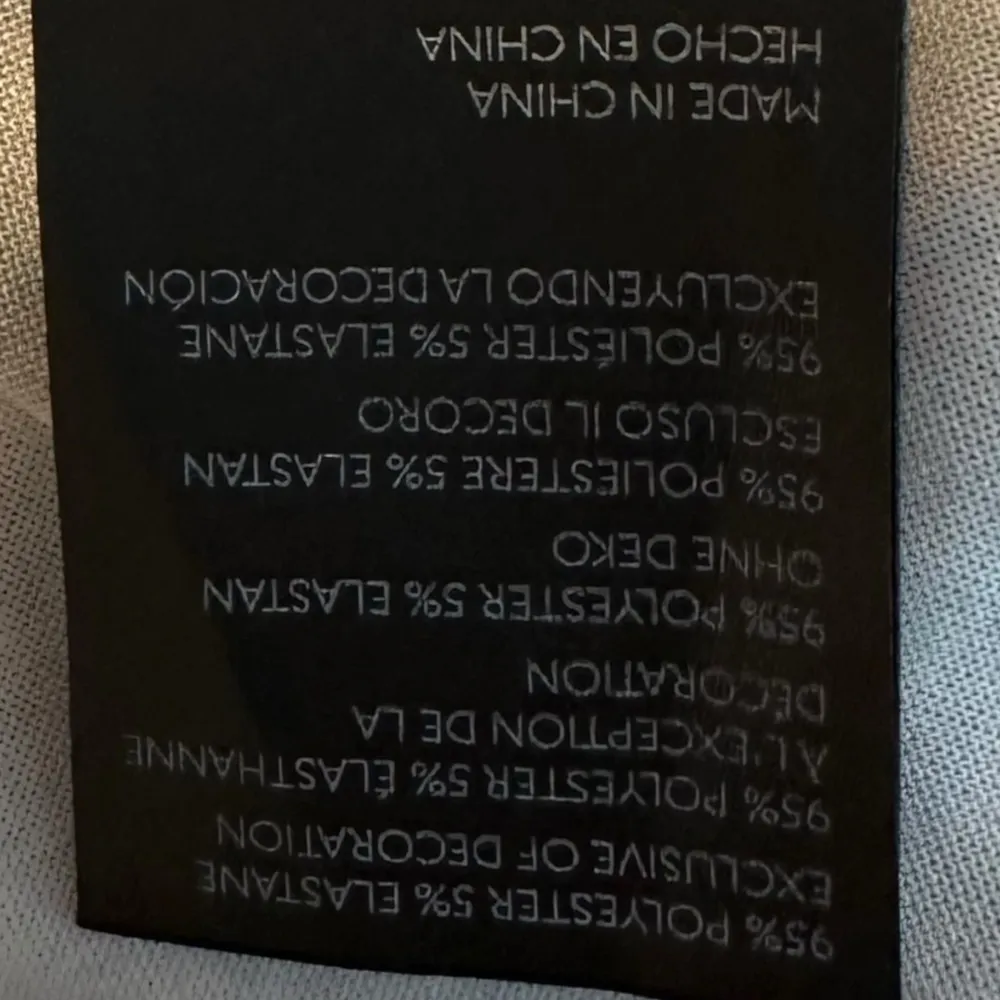 95% POLYESTER 5% ELASTANE
EXCLUSIVE OF DECORATION
95% POLYESTER 5% ÉLASTHANNE
À L'EXCEPTION DE LA
DÉCORATION
95% POLYESTER 5% ELASTAN
OHNE DEKO
95% POLIESTERE 5% ELASTAN
ESCLUSO IL DECORO
95% POLIÉSTER 5% ELASTANE
EXCLUYENDO LA DECORACIÓN
MADE IN CHINA
HECHO EN CHINA